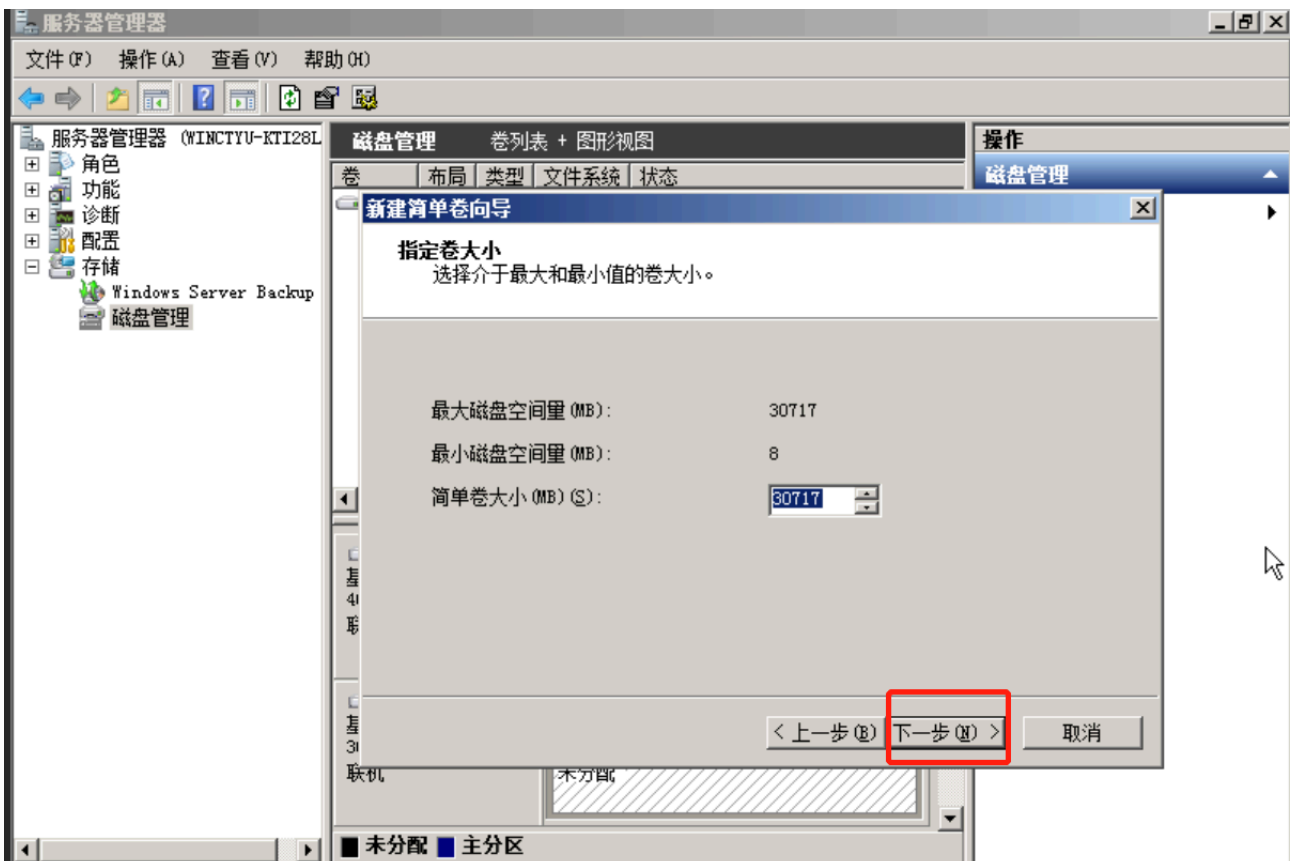 服务器管理器
文件(F) 操作(A) 查看(V) 帮助(H)
服务器管理器 (WINCTYU-KTI28L
角色
功能
诊断
配置
存储
Windows Server Backup
磁盘管理
磁盘管理 卷列表 + 图形视图
卷 布局 类型 文件系统 状态
操作
磁盘管理
新建简单卷向导
指定卷大小
选择介于最大和最小值的卷大小。
最大磁盘空间量(MB): 30717
最小磁盘空间量(MB): 8
简单卷大小(MB)(S): 30717
< 上一步(B) 下一步(N) > 取消
联机
未分配
未分配 主分区